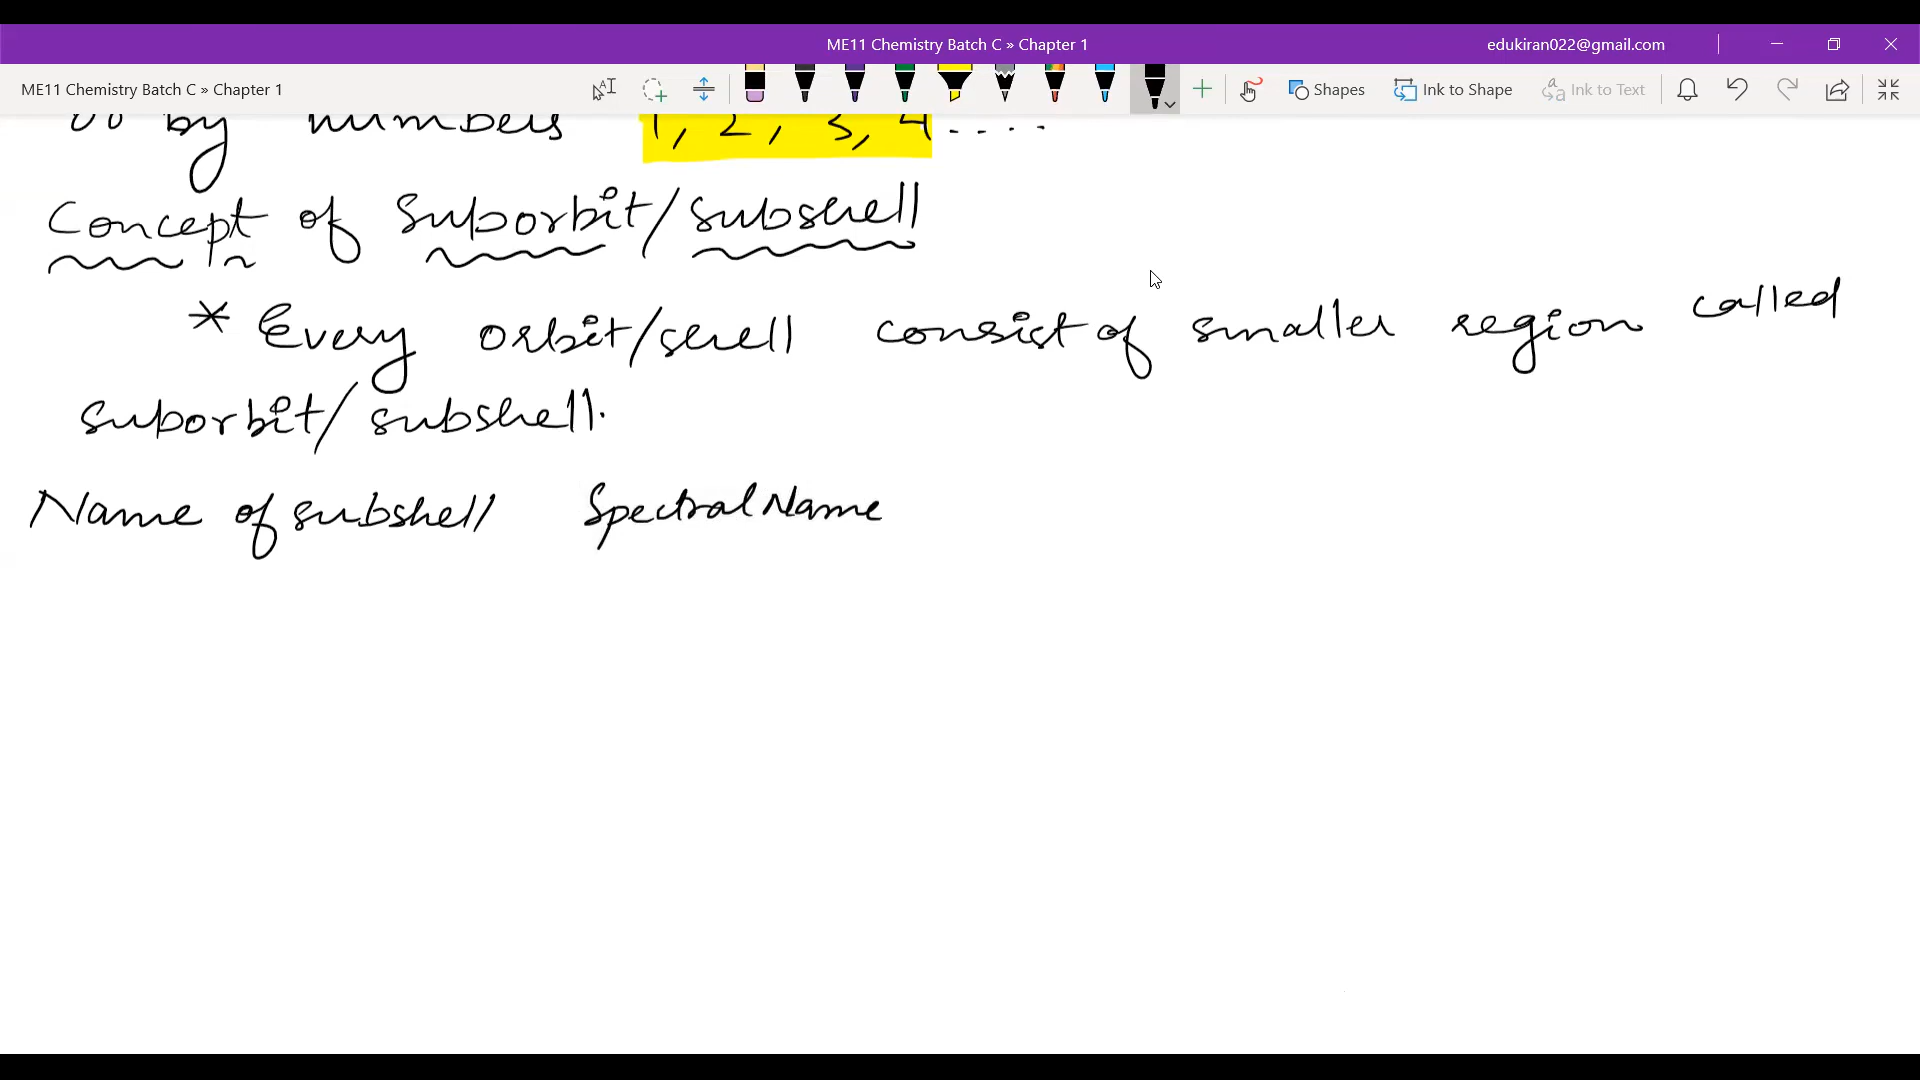 ME11 Chemistry Batch C » Chapter 1
edukiran022@gmail.com
ME11 Chemistry Batch C » Chapter 1
Shapes
Ink to Shape
Ink to Text
by numbers 1, 2, 3, 4 ....
Concept of Suborbit/subshell
* Every orbit/shell consist of smaller region called
suborbit/subshell.
Name of subshell Spectral Name